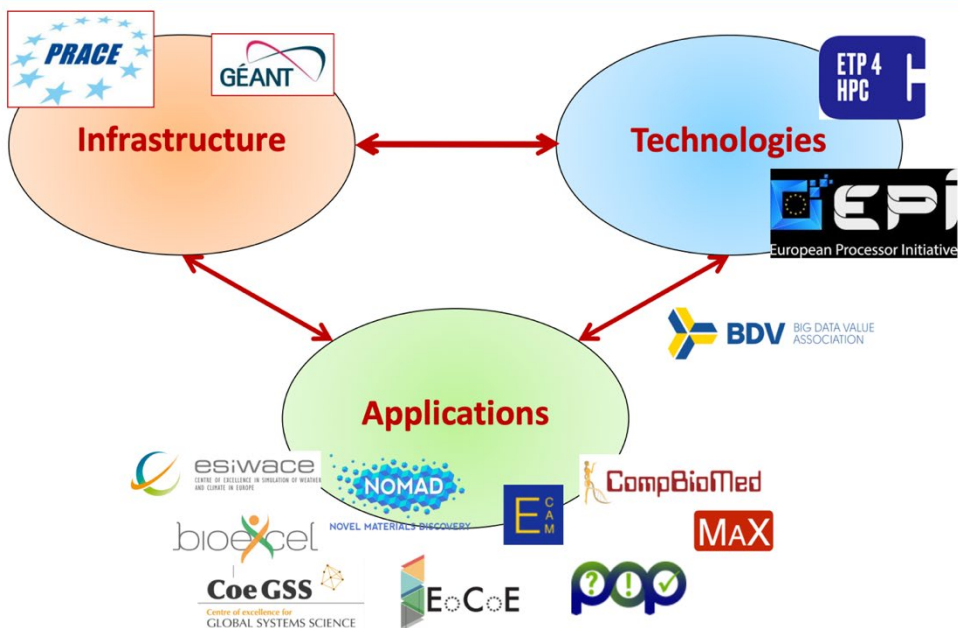 PRACE
GÉANT
ETP 4
HPC
Infrastructure
Technologies
EPI
European Processor Initiative
BDV BIG DATA VALUE
ASSOCIATION
Applications
esiwace
CENTRE OF EXCELLENCE IN SIMULATION OF WEATHER
AND CLIMATE IN EUROPE
NOMAD
NOVEL MATERIALS DISCOVERY
E CAM
CompBioMed
MAX
bioexcel
CoeGSS
Centre of excellence for
GLOBAL SYSTEMS SCIENCE
EoCoE
pop
?!